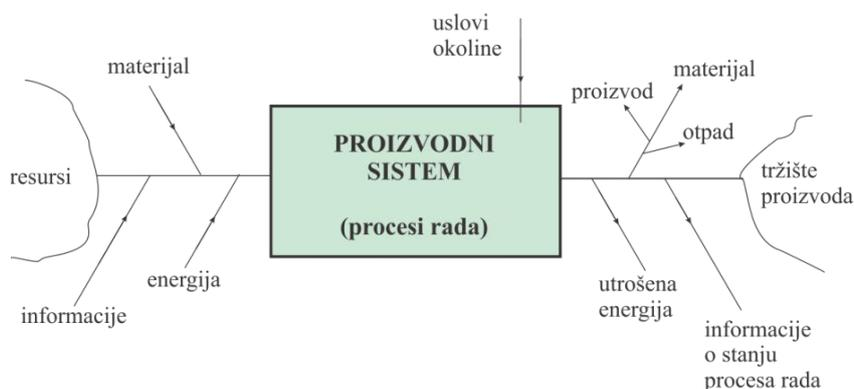 uslovi
okoline
materijal
materijal
proizvod
otpad
PROIZVODNI
SISTEM
(procesi rada)
resursi
tržište
proizvoda
energija
informacije
utrošena
energija
informacije
o stanju
procesa rada